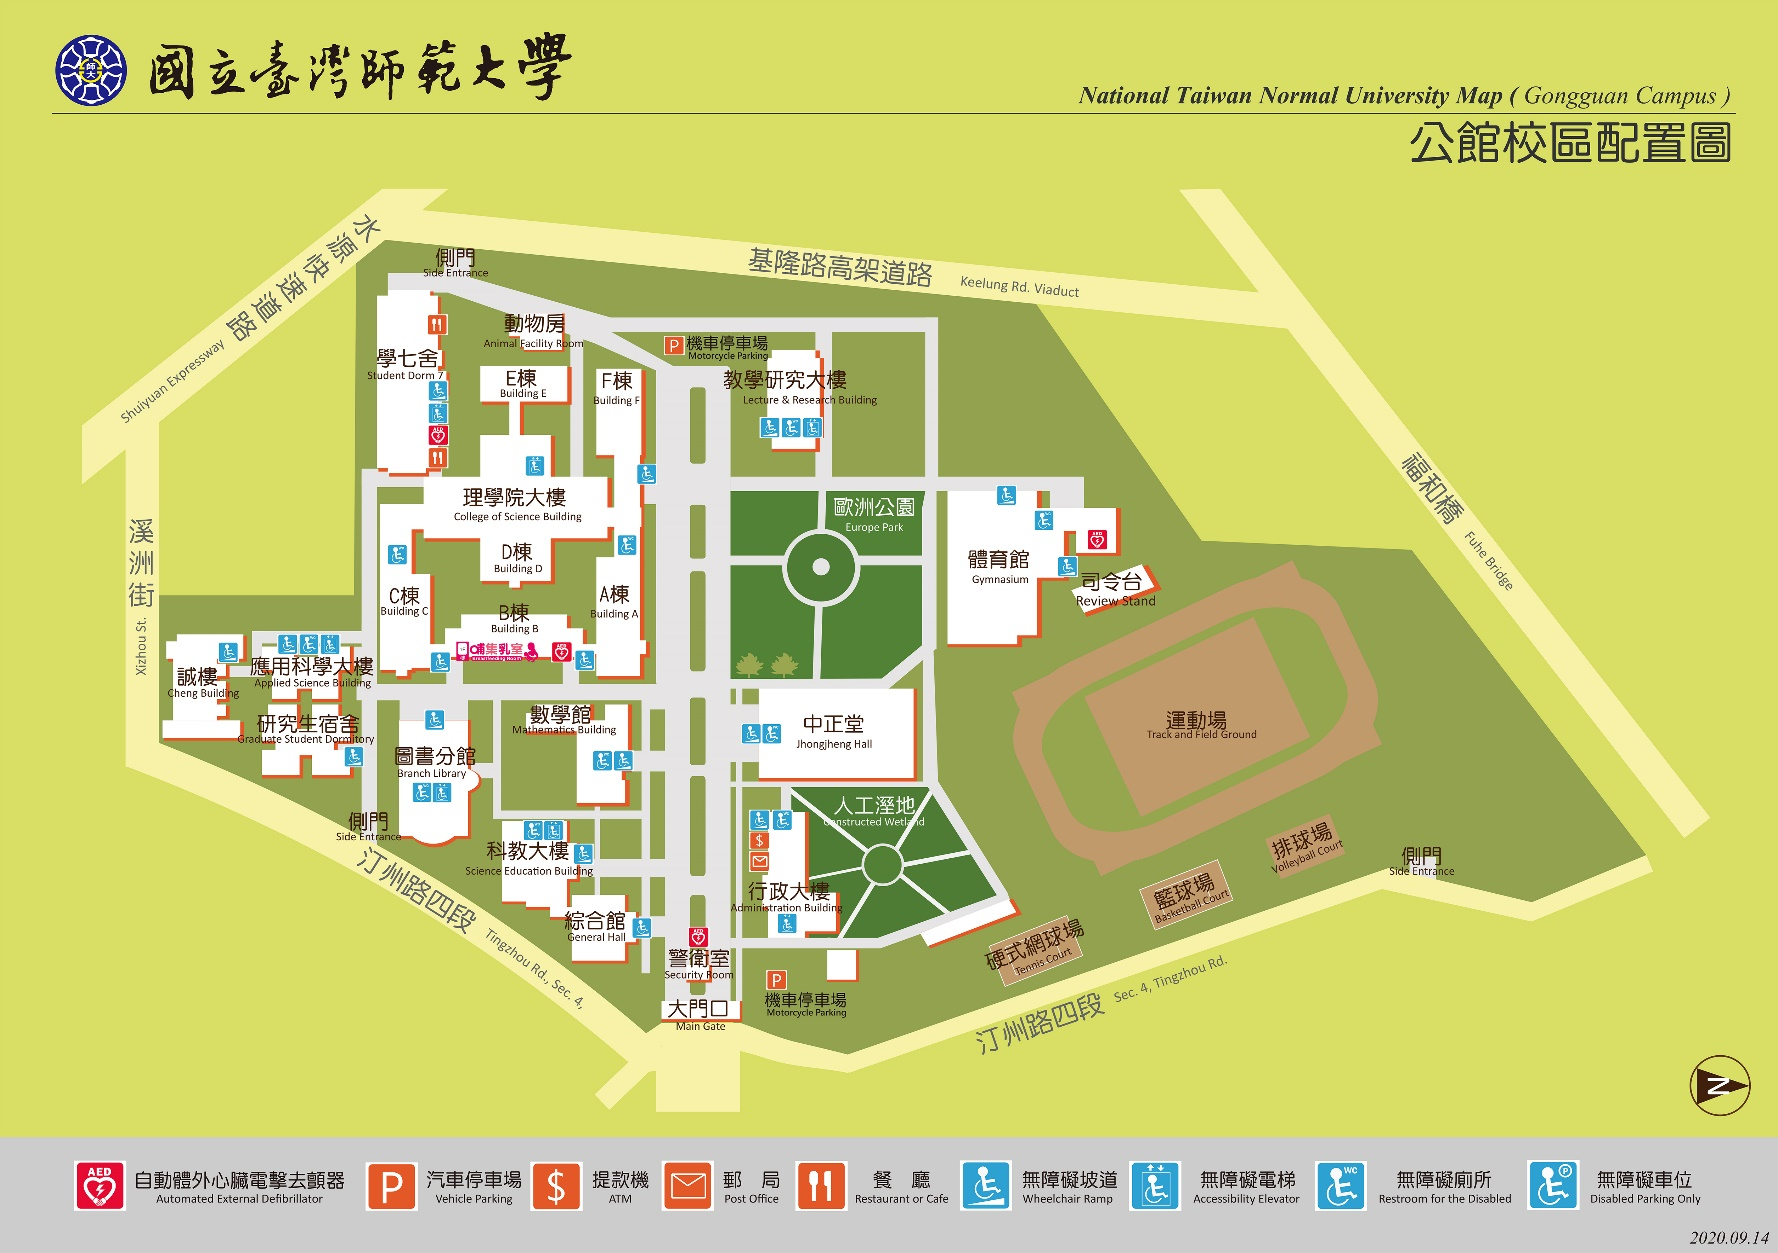 國立臺灣師範大學
National Taiwan Normal University Map ( Gongguan Campus )
公館校區配置圖
水源快速道路
Shuiyuan Expressway
基隆路高架道路 Keelung Rd. Viaduct
福和橋 Fuhe Bridge
溪洲街
Xizhou St.
側門
Side Entrance
動物房
Animal Facility Room
學七舍
Student Dorm 7
E棟
Building E
F棟
Building F
P 機車停車場
Motorcycle Parking
教學研究大樓
Lecture & Research Building
理學院大樓
College of Science Building
D棟
Building D
C棟
Building C
B棟
Building B
A棟
Building A
哺集乳室
Breastfeeding Room
AED
AED
歐洲公園
Europe Park
體育館
Gymnasium
AED
司令台
Review Stand
運動場
Track and Field Ground
誠樓
Cheng Building
應用科學大樓
Applied Science Building
研究生宿舍
Graduate Student Dormitory
圖書分館
Branch Library
數學館
Mathematics Building
中正堂
Jhongjheng Hall
側門
Side Entrance
科教大樓
Science Education Building
綜合館
General Hall
人工溼地
Constructed Wetland
$
行政大樓
Administration Building
AED
警衛室
Security Room
大門口
Main Gate
P
機車停車場
Motorcycle Parking
硬式網球場
Tennis Court
籃球場
Basketball Court
排球場
Volleyball Court
側門
Side Entrance
汀州路四段 Tingzhou Rd., Sec. 4,
汀州路四段 Sec. 4, Tingzhou Rd.
N
AED 自動體外心臟電擊去顫器
Automated External Defibrillator
P 汽車停車場
Vehicle Parking
$ 提款機
ATM
郵 局
Post Office
餐 廳
Restaurant or Cafe
無障礙坡道
Wheelchair Ramp
無障礙電梯
Accessibility Elevator
WC 無障礙廁所
Restroom for the Disabled
P 無障礙車位
Disabled Parking Only
2020.09.14